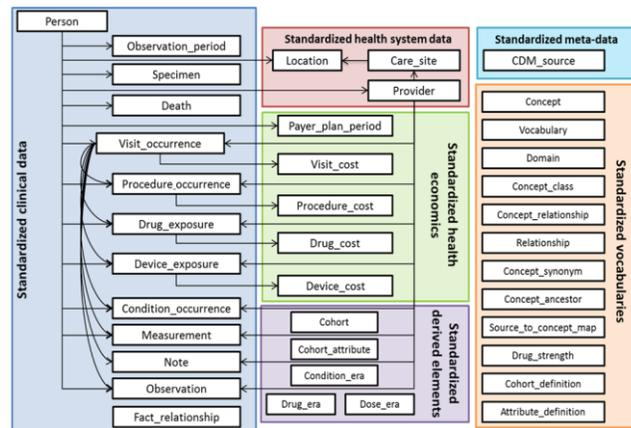 Person
Standardized clinical data
Observation_period
Specimen
Death
Visit_occurrence
Procedure_occurrence
Drug_exposure
Device_exposure
Condition_occurrence
Measurement
Note
Observation
Fact_relationship
Standardized health system data
Location
Care_site
Provider
Payer_plan_period
Visit_cost
Procedure_cost
Drug_cost
Device_cost
Standardized health
economics
Cohort
Cohort_attribute
Condition_era
Drug_era
Dose_era
Standardized
derived elements
Standardized meta-data
CDM_source
Concept
Vocabulary
Domain
Concept_class
Concept_relationship
Relationship
Concept_synonym
Concept_ancestor
Source_to_concept_map
Drug_strength
Cohort_definition
Attribute_definition
Standardized vocabularies